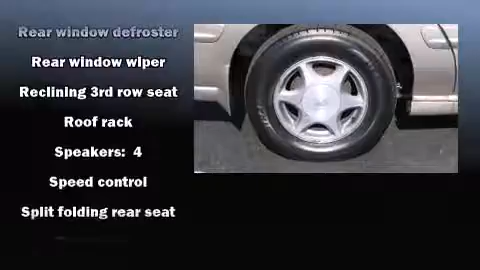 Rear window defroster
Rear window wiper
Reclining 3rd row seat
Roof rack
Speakers: 4
Speed control
Split folding rear seat